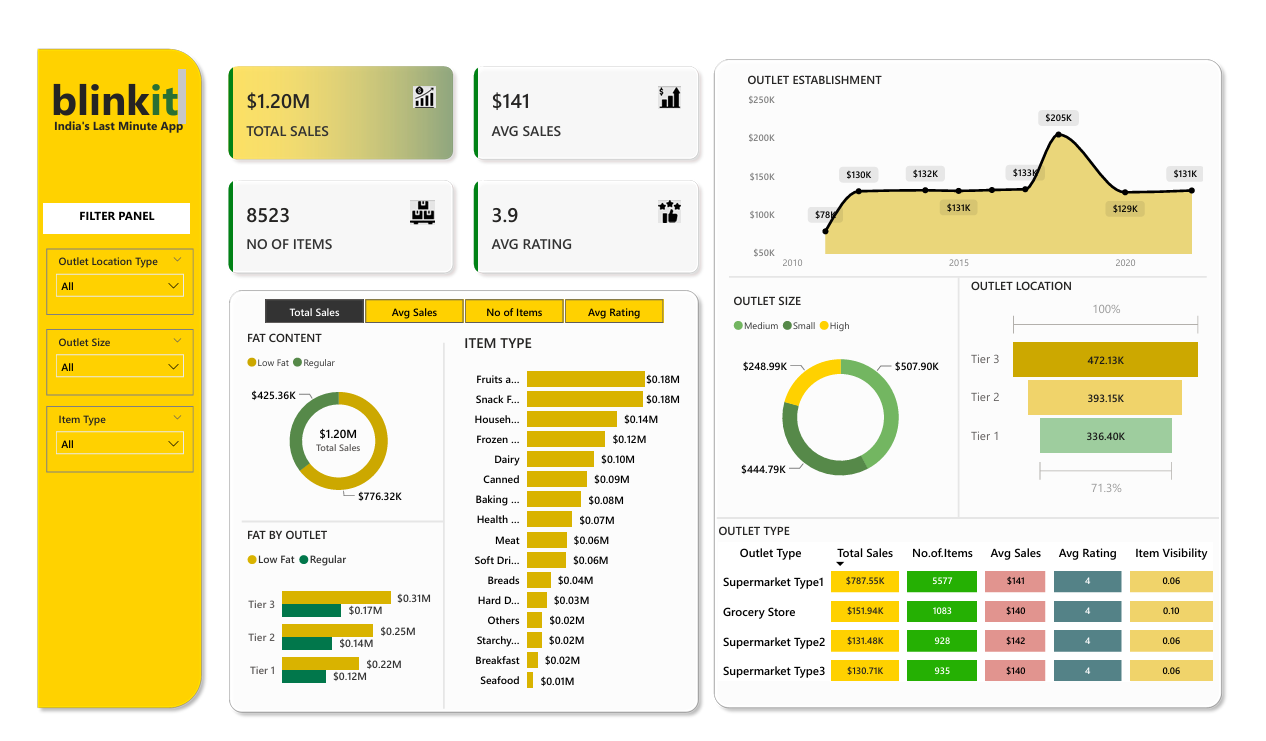 blinkit
India's Last Minute App
FILTER PANEL
Outlet Location Type
All
Outlet Size
All
Item Type
All
$1.20M
TOTAL SALES
$141
AVG SALES
8523
NO OF ITEMS
3.9
AVG RATING
Total Sales
Avg Sales
No of Items
Avg Rating
FAT CONTENT
Low Fat Regular
$425.36K
$1.20M
Total Sales
$776.32K
FAT BY OUTLET
Low Fat Regular
Tier 3 $0.31M
$0.17M
Tier 2 $0.25M
$0.14M
Tier 1 $0.22M
$0.12M
ITEM TYPE
Fruits a... $0.18M
Snack F... $0.18M
Househ... $0.14M
Frozen ... $0.12M
Dairy $0.10M
Canned $0.09M
Baking ... $0.08M
Health ... $0.07M
Meat $0.06M
Soft Dri... $0.06M
Breads $0.04M
Hard D... $0.03M
Others $0.02M
Starchy... $0.02M
Breakfast $0.02M
Seafood $0.01M
OUTLET ESTABLISHMENT
$250K
$200K
$150K
$100K
$50K
$78K
$130K
$132K
$131K
$133K
$205K
$129K
$131K
2010 2015 2020
OUTLET SIZE
Medium Small High
$248.99K
$507.90K
$444.79K
OUTLET LOCATION
100%
Tier 3 472.13K
Tier 2 393.15K
Tier 1 336.40K
71.3%
OUTLET TYPE
Outlet Type Total Sales No.of.Items Avg Sales Avg Rating Item Visibility
Supermarket Type1 $787.55K 5577 $141 4 0.06
Grocery Store $151.94K 1083 $140 4 0.10
Supermarket Type2 $131.48K 928 $142 4 0.06
Supermarket Type3 $130.71K 935 $140 4 0.06